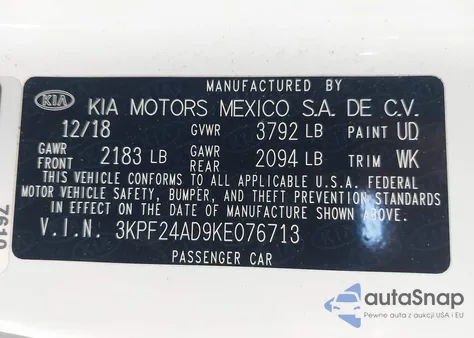 MANUFACTURED BY
KIA KIA MOTORS MEXICO S.A. DE C.V.
12/18 GVWR 3792 LB PAINT UD
GAWR FRONT 2183 LB GAWR REAR 2094 LB TRIM WK
THIS VEHICLE CONFORMS TO ALL APPLICABLE U.S.A. FEDERAL
MOTOR VEHICLE SAFETY, BUMPER, AND THEFT PREVENTION STANDARDS
IN EFFECT ON THE DATE OF MANUFACTURE SHOWN ABOVE.
V.I.N. 3KPF24AD9KE076713
PASSENGER CAR
7610
autoSnap
Pewne auta z aukcji USA i EU